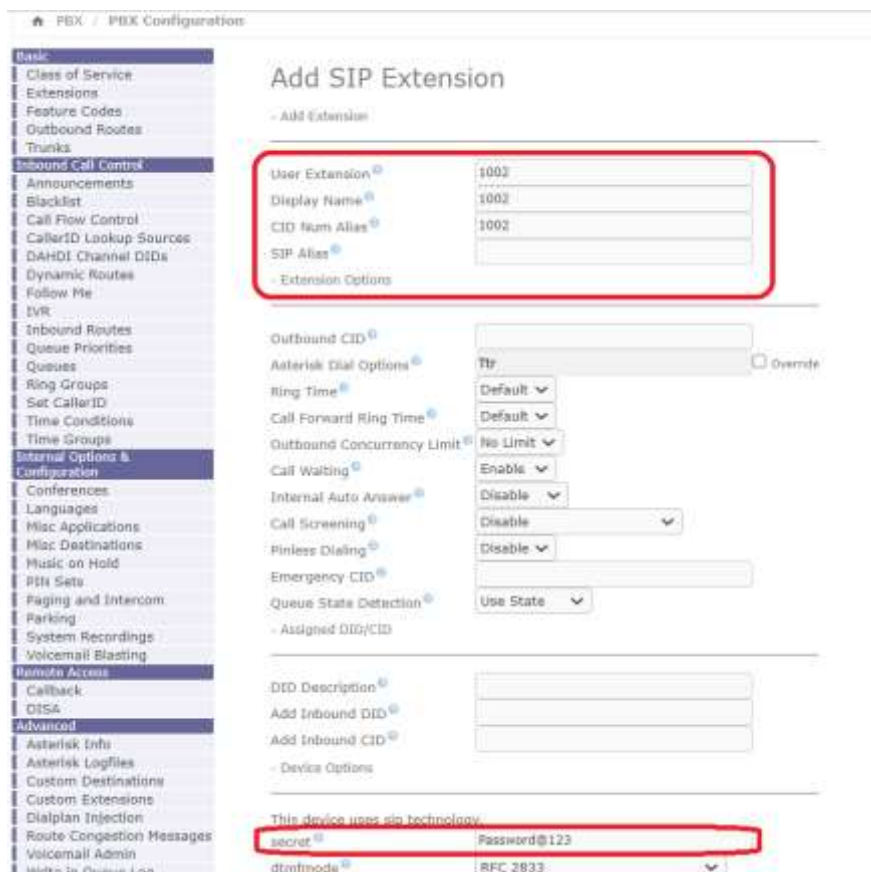 PBX / PBX Configuration
Basic
Class of Service
Extensions
Feature Codes
Outbound Routes
Trunks
Inbound Call Control
Announcements
Blacklist
Call Flow Control
CallerID Lookup Sources
DAHDI Channel DIDs
Dynamic Routes
Follow Me
IVR
Inbound Routes
Queue Priorities
Queues
Ring Groups
Set CallerID
Time Conditions
Time Groups
Internal Options &
Configuration
Conferences
Languages
Misc Applications
Misc Destinations
Music on Hold
PIN Sets
Paging and Intercom
Parking
System Recordings
Voicemail Blasting
Remote Access
Callback
DISA
Advanced
Asterisk Info
Asterisk Logfiles
Custom Destinations
Custom Extensions
Dialplan Injection
Route Congestion Messages
Voicemail Admin
Write in Queue Log
Add SIP Extension
- Add Extension
User Extension 1002
Display Name 1002
CID Num Alias 1002
SIP Alias
- Extension Options
Outbound CID
Asterisk Dial Options Ttr Override
Ring Time Default
Call Forward Ring Time Default
Outbound Concurrency Limit No Limit
Call Waiting Enable
Internal Auto Answer Disable
Call Screening Disable
Pinless Dialing Disable
Emergency CID
Queue State Detection Use State
- Assigned DID/CID
DID Description
Add Inbound DID
Add Inbound CID
- Device Options
This device uses sip technology.
secret Password@123
dtmfmode RFC 2833